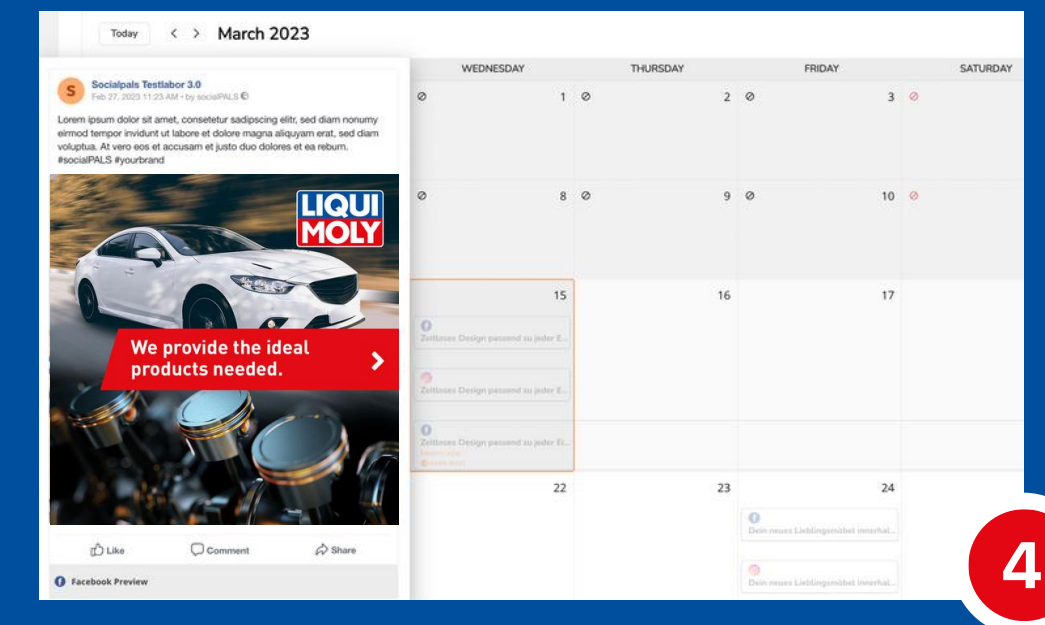 Today < > March 2023
WEDNESDAY THURSDAY FRIDAY SATURDAY
S
Socialpals Testlabor 3.0
Feb 27, 2023 11:23 AM • by socialPALS
Lorem ipsum dolor sit amet, consetetur sadipscing elitr, sed diam nonumy
eirmod tempor invidunt ut labore et dolore magna aliquyam erat, sed diam
voluptua. At vero eos et accusam et justo duo dolores et ea rebum.
#socialPALS #yourbrand
LIQUI
MOLY
We provide the ideal
products needed.
Like Comment Share
Facebook Preview
1 2 3
8 9 10
15 16 17
Zeitloses Design passend zu jeder E...
Zeitloses Design passend zu jeder E...
Zeitloses Design passend zu jeder Ei...
22 23 24
Dein neues Lieblingsmöbel innerhal...
Dein neues Lieblingsmöbel innerhal...
4